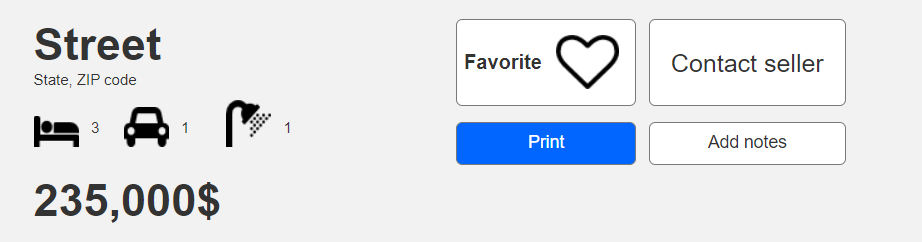 Street
State, ZIP code
3 1 1
235,000$
Favorite
Contact seller
Print
Add notes